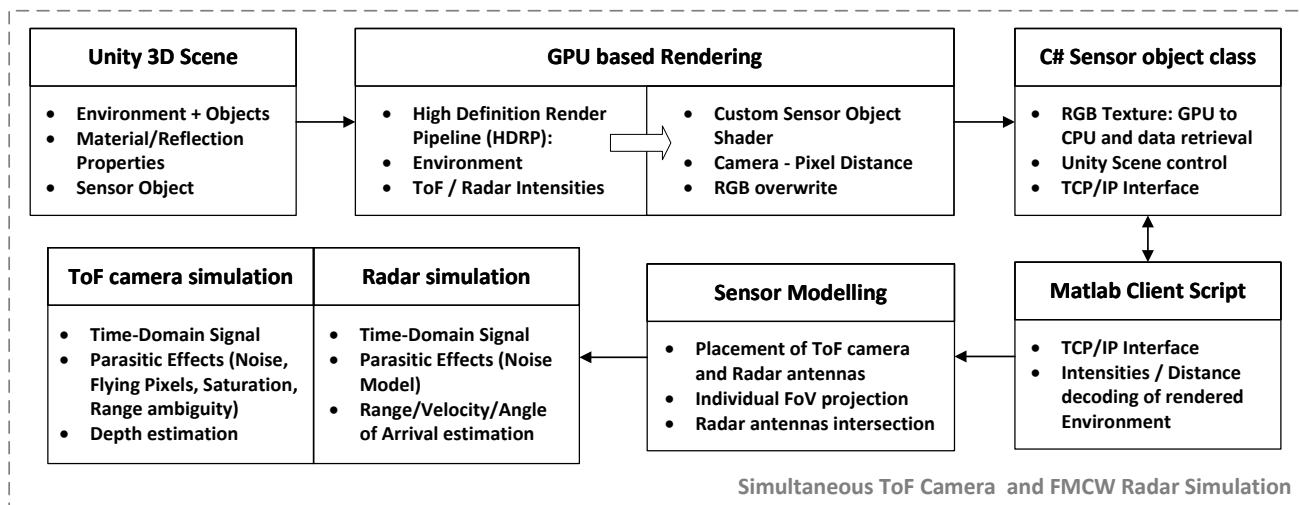 Unity 3D Scene
• Environment + Objects
• Material/Reflection
Properties
• Sensor Object
GPU based Rendering
• High Definition Render
Pipeline (HDRP):
• Environment
• ToF / Radar Intensities
• Custom Sensor Object
Shader
• Camera - Pixel Distance
• RGB overwrite
C# Sensor object class
• RGB Texture: GPU to
CPU and data retrieval
• Unity Scene control
• TCP/IP Interface
Matlab Client Script
• TCP/IP Interface
• Intensities / Distance
decoding of rendered
Environment
Sensor Modelling
• Placement of ToF camera
and Radar antennas
• Individual FoV projection
• Radar antennas intersection
ToF camera simulation
• Time-Domain Signal
• Parasitic Effects (Noise,
Flying Pixels, Saturation,
Range ambiguity)
• Depth estimation
Radar simulation
• Time-Domain Signal
• Parasitic Effects (Noise
Model)
• Range/Velocity/Angle
of Arrival estimation
Simultaneous ToF Camera and FMCW Radar Simulation